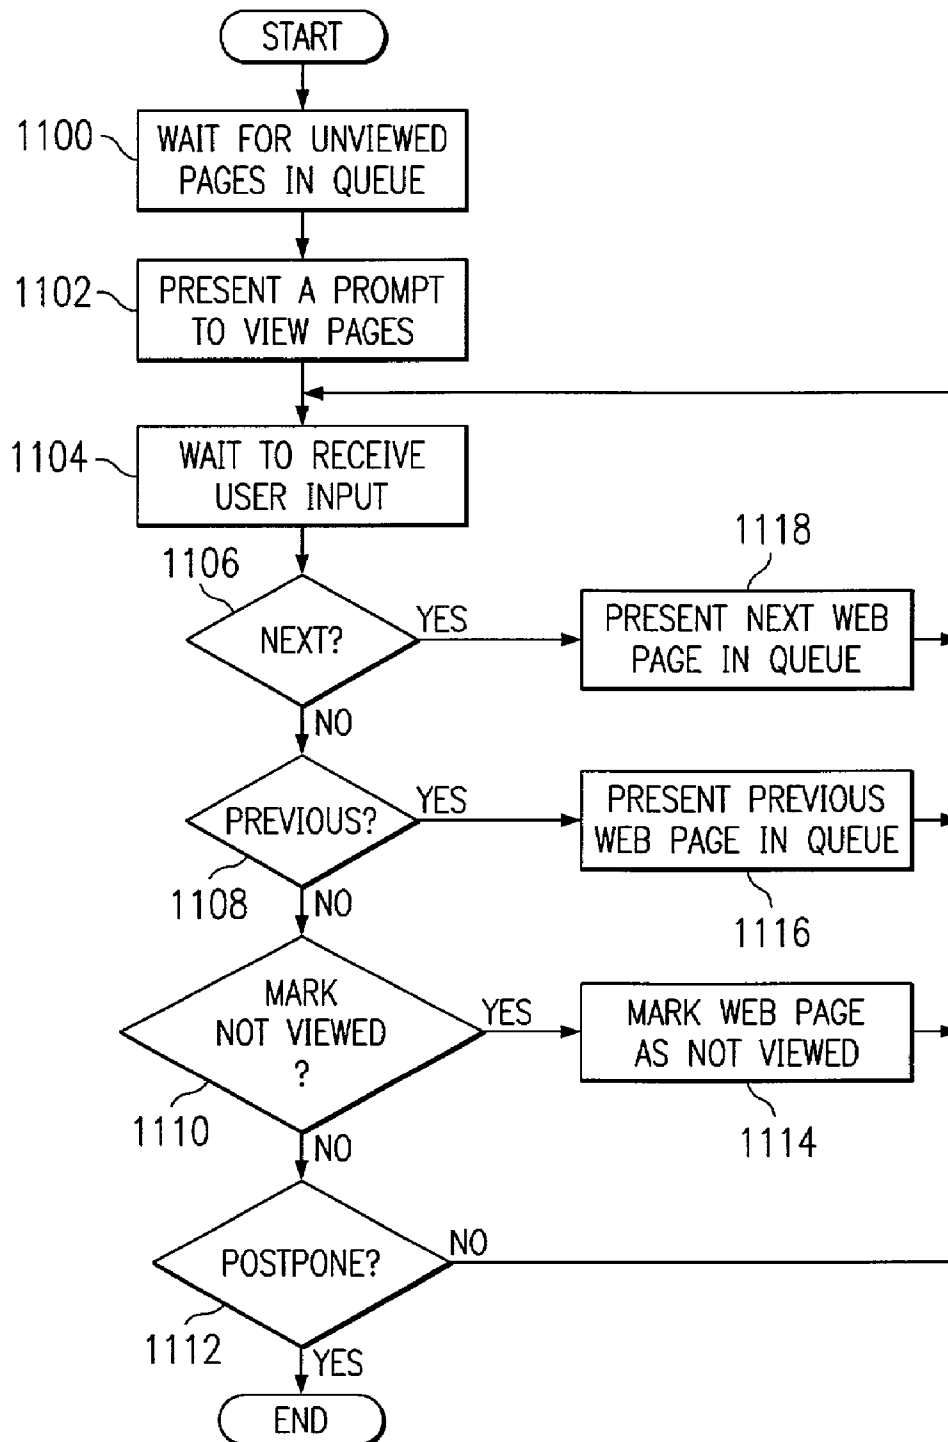 START
1100
WAIT FOR UNVIEWED
PAGES IN QUEUE
1102
PRESENT A PROMPT
TO VIEW PAGES
1104
WAIT TO RECEIVE
USER INPUT
1106
NEXT?
YES
1118
PRESENT NEXT WEB
PAGE IN QUEUE
NO
PREVIOUS?
YES
PRESENT PREVIOUS
WEB PAGE IN QUEUE
1108
NO
1116
MARK
NOT VIEWED
?
YES
MARK WEB PAGE
AS NOT VIEWED
1110
NO
1114
POSTPONE?
NO
1112
YES
END